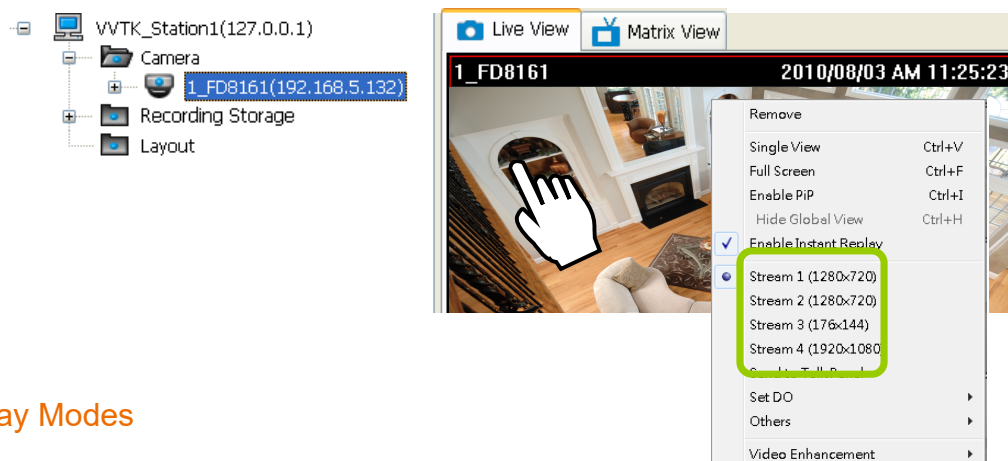 VVTK_Station1(127.0.0.1)
Camera
1_FD8161(192.168.5.132)
Recording Storage
Layout
Live View
Matrix View
1_FD8161 2010/08/03 AM 11:25:23
Remove
Single View Ctrl+V
Full Screen Ctrl+F
Enable PiP Ctrl+I
Hide Global View Ctrl+H
Enable Instant Replay
Stream 1 (1280x720)
Stream 2 (1280x720)
Stream 3 (176x144)
Stream 4 (1920x1080
Set DO
Others
Video Enhancement
ay Modes